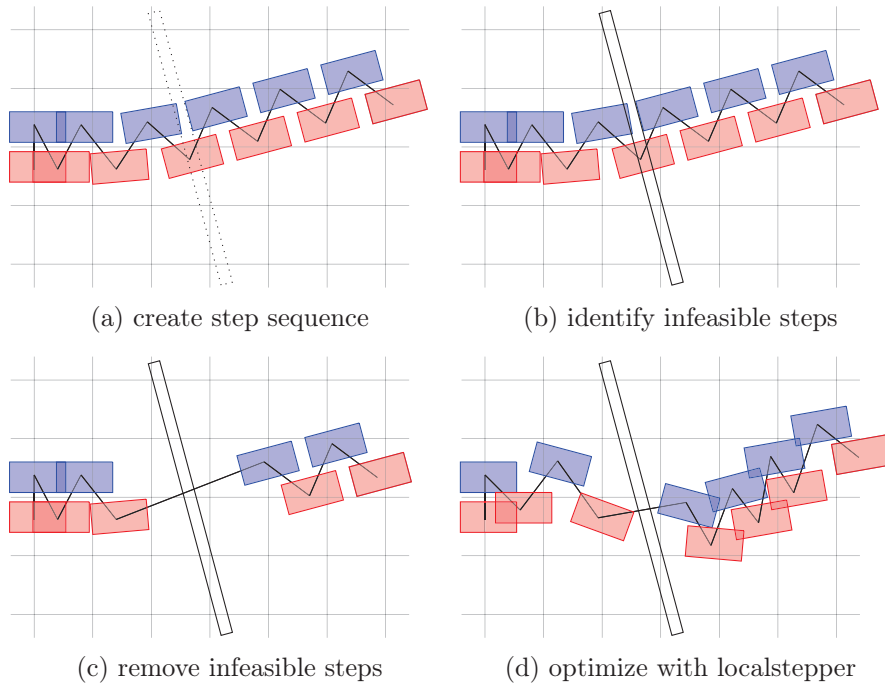 (a) create step sequence
(b) identify infeasible steps
(c) remove infeasible steps
(d) optimize with localstepper